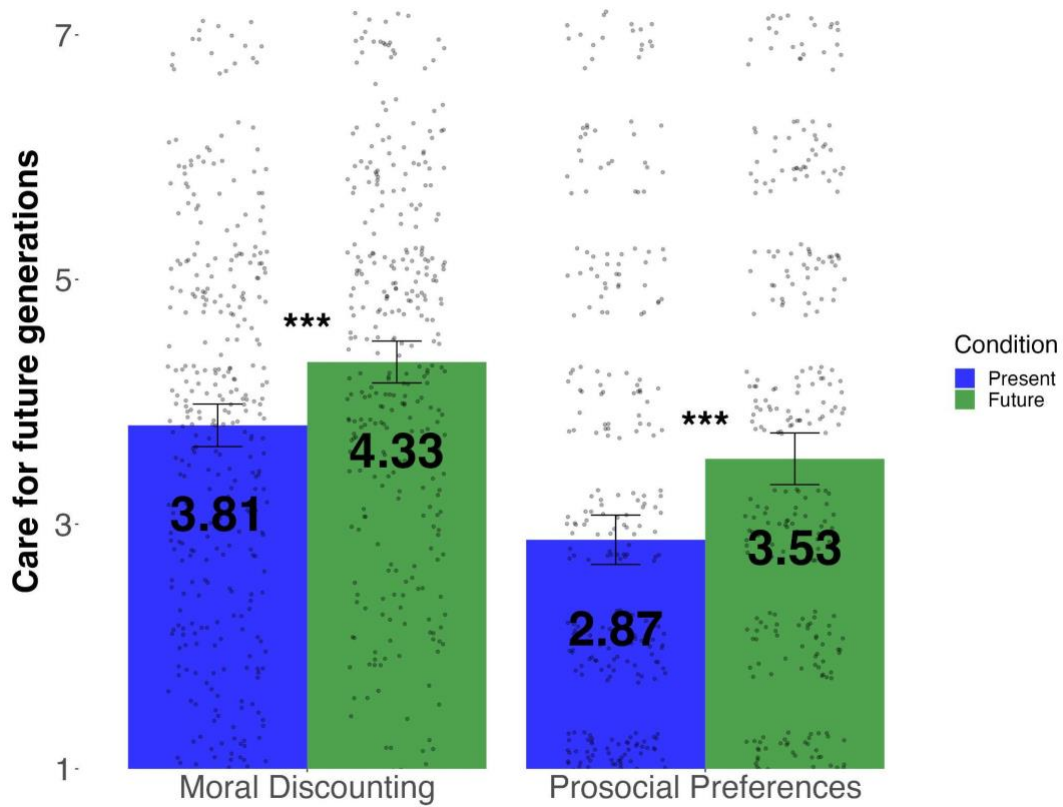 Care for future generations
7
5
3
1
***
***
3.81
4.33
2.87
3.53
Moral Discounting
Prosocial Preferences
Condition
Present
Future